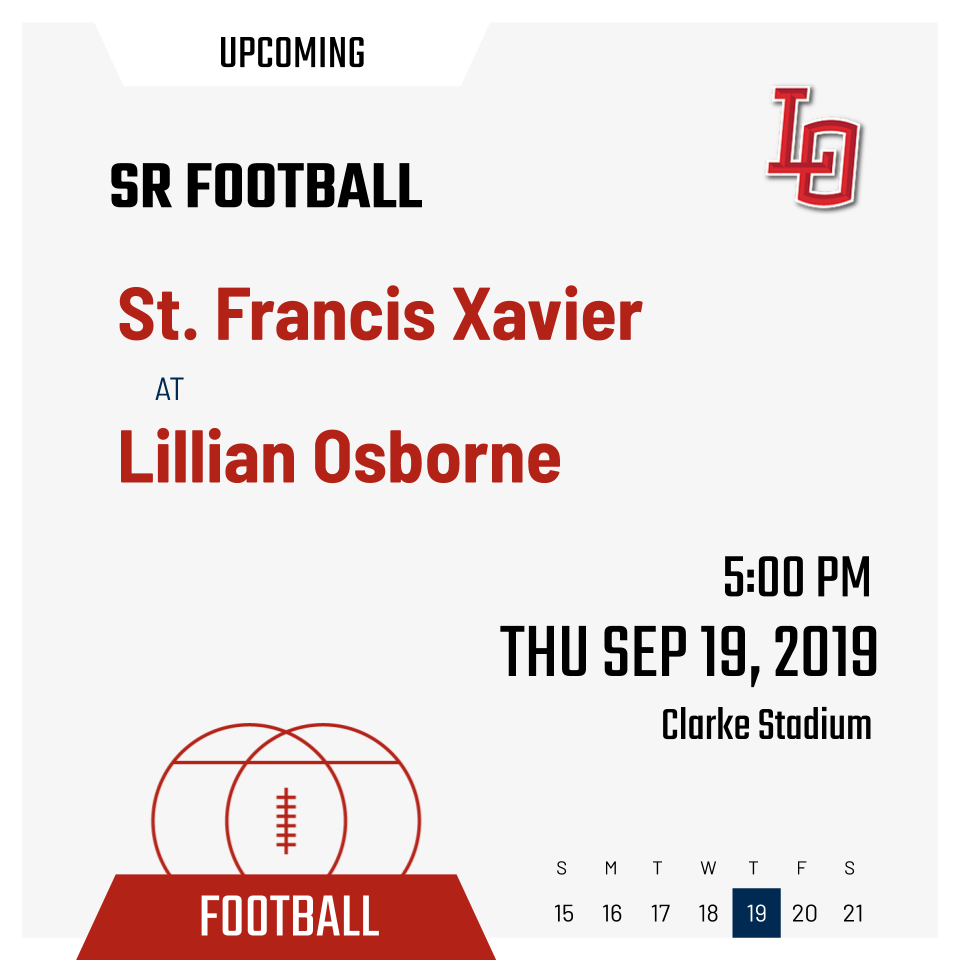 UPCOMING
LO
SR FOOTBALL
St. Francis Xavier
AT
Lillian Osborne
5:00 PM
THU SEP 19, 2019
Clarke Stadium
S M T W T F S
15 16 17 18 19 20 21
FOOTBALL